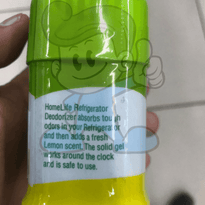 HomeLife Refrigerator
Deodorizer absorbs tough
odors in your Refrigerator
and then adds a fresh
Lemon scent. The solid gel
works around the clock
and is safe to use.